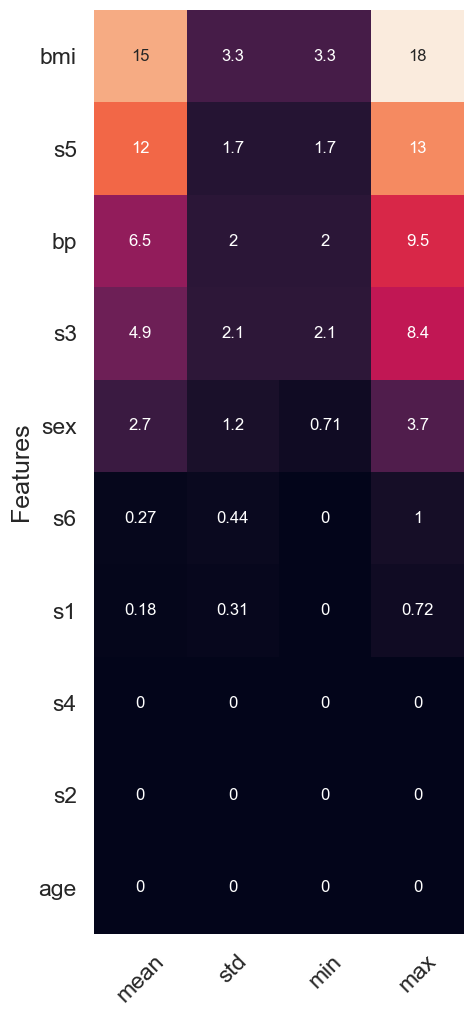 Features
bmi 15 3.3 3.3 18
s5 12 1.7 1.7 13
bp 6.5 2 2 9.5
s3 4.9 2.1 2.1 8.4
sex 2.7 1.2 0.71 3.7
s6 0.27 0.44 0 1
s1 0.18 0.31 0 0.72
s4 0 0 0 0
s2 0 0 0 0
age 0 0 0 0
mean std min max